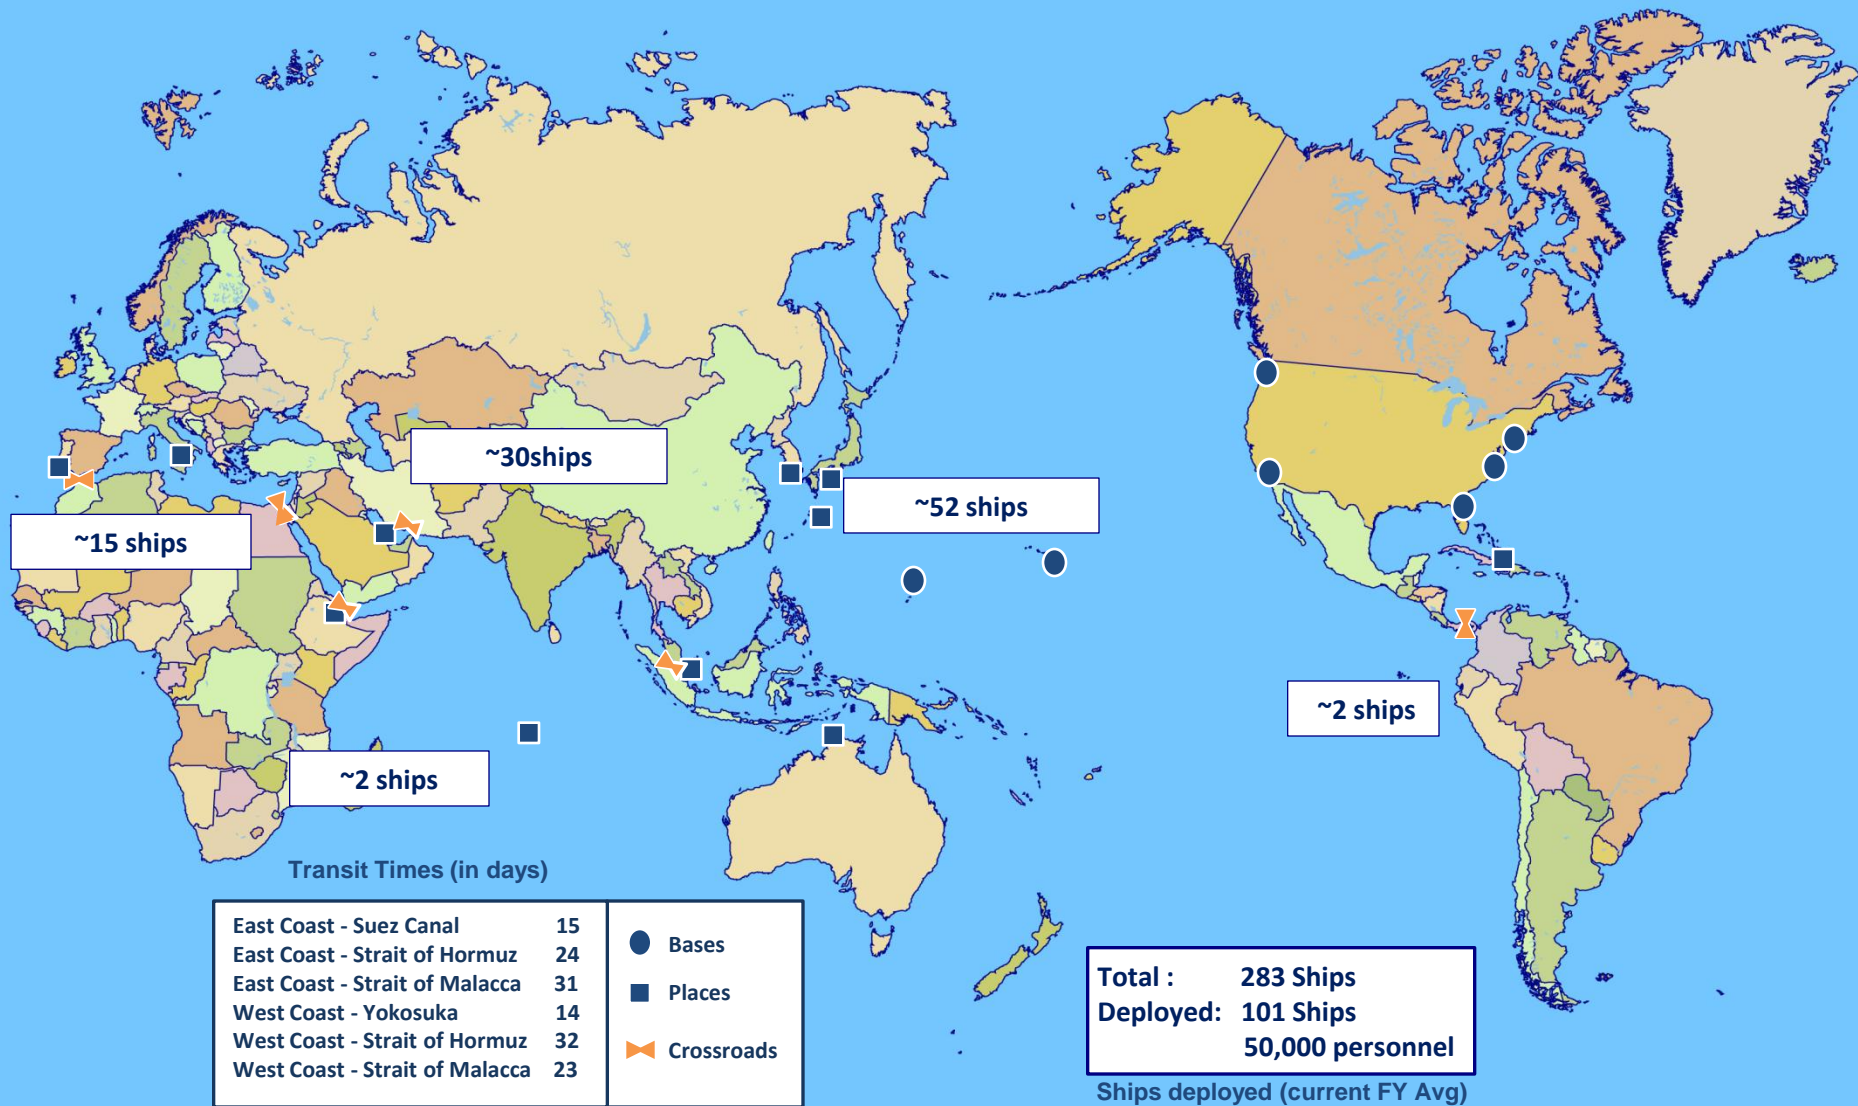 ~30ships
~52 ships
~15 ships
~2 ships
~2 ships
Transit Times (in days)
East Coast - Suez Canal 15
East Coast - Strait of Hormuz 24
East Coast - Strait of Malacca 31
West Coast - Yokosuka 14
West Coast - Strait of Hormuz 32
West Coast - Strait of Malacca 23
Bases
Places
Crossroads
Total : 283 Ships
Deployed: 101 Ships
50,000 personnel
Ships deployed (current FY Avg)